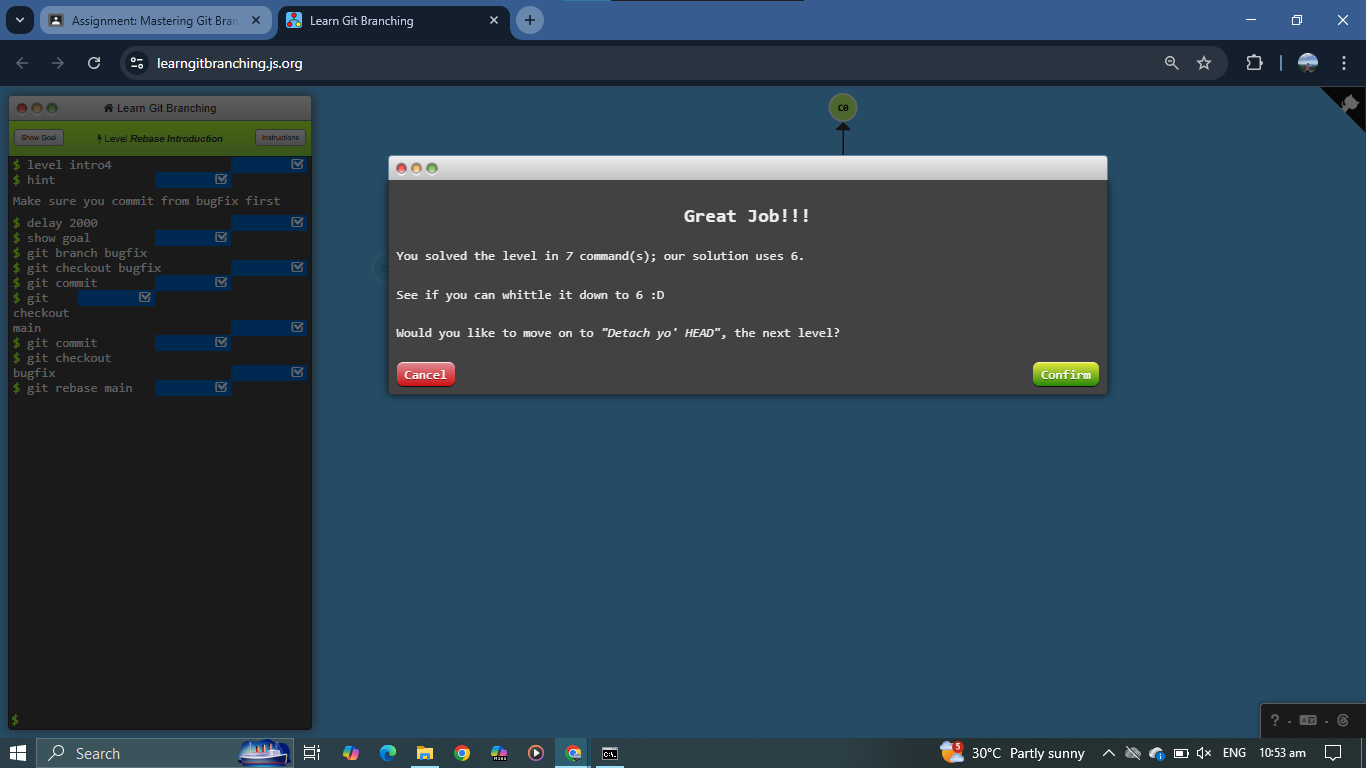 Assignment: Mastering Git Bran
Learn Git Branching
learngitbranching.js.org
Learn Git Branching
Show Goal
Level Rebase Introduction
Instructions
$ level intro4
$ hint
Make sure you commit from bugFix first
$ delay 2000
$ show goal
$ git branch bugfix
$ git checkout bugfix
$ git commit
$ git
checkout
main
$ git commit
$ git checkout
bugfix
$ git rebase main
$
C0
Great Job!!!
You solved the level in 7 command(s); our solution uses 6.
See if you can whittle it down to 6 :D
Would you like to move on to "Detach yo' HEAD", the next level?
Cancel
Confirm
Search
5
30°C Partly sunny
ENG
10:53 am